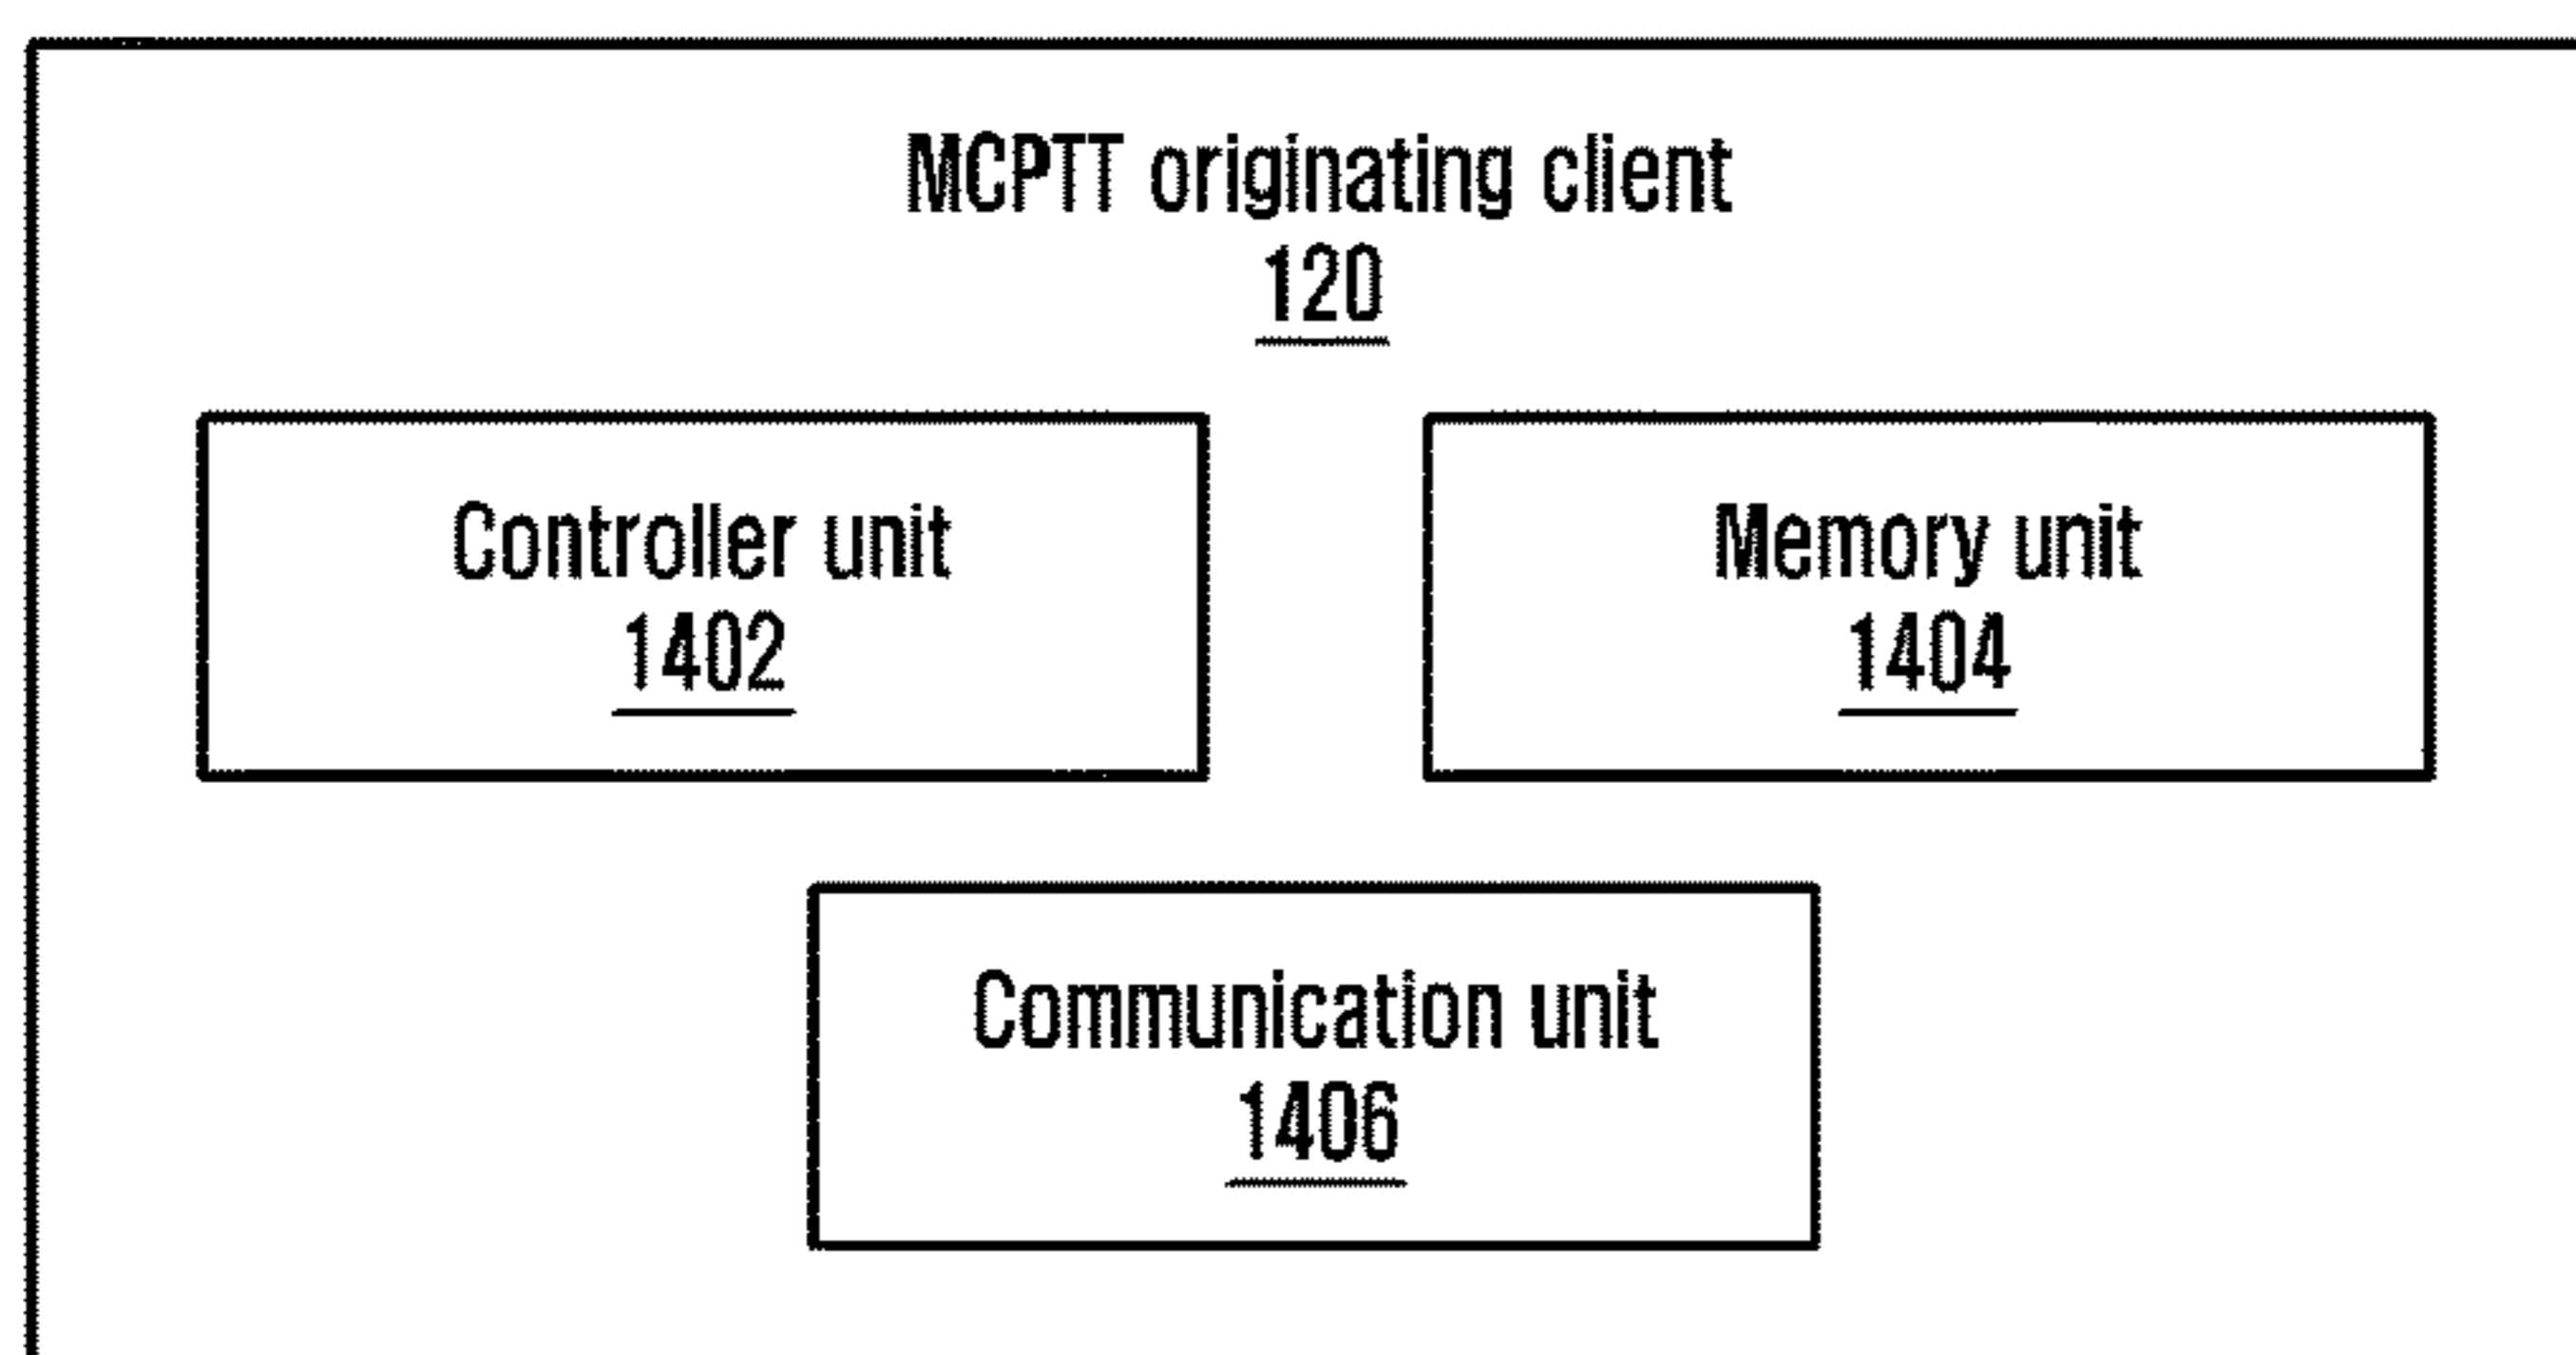 MCPTT originating client
120
Controller unit
1402
Memory unit
1404
Communication unit
1406